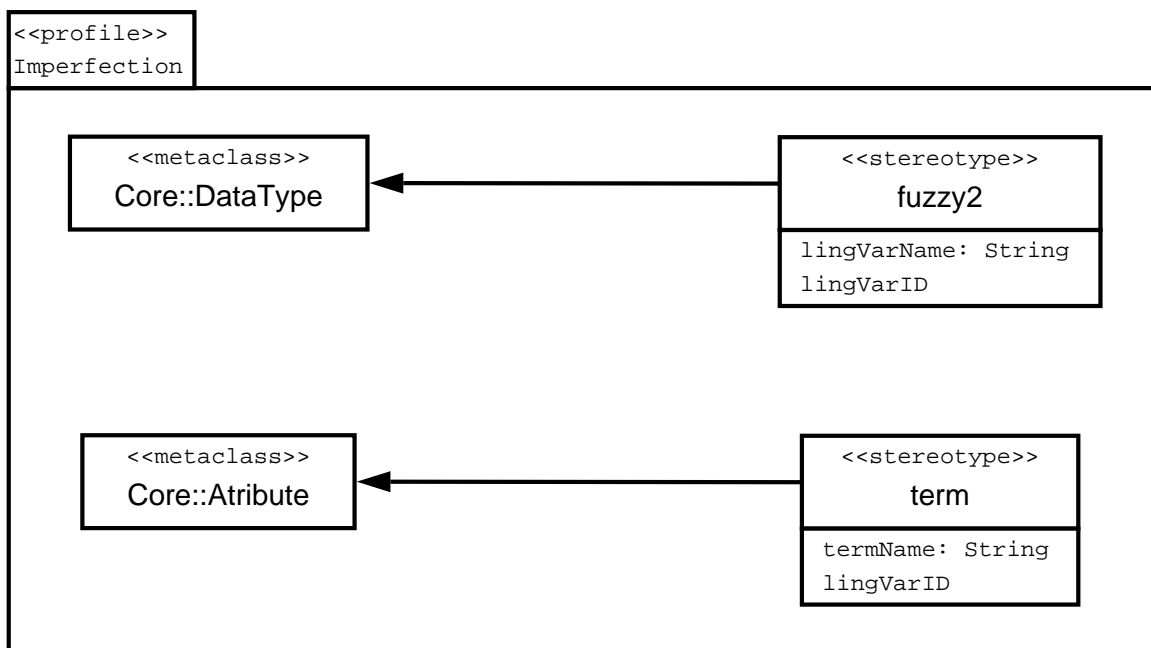 <<profile>>
Imperfection
<<metaclass>>
Core::DataType
<<stereotype>>
fuzzy2
lingVarName: String
lingVarID
<<metaclass>>
Core::Atribute
<<stereotype>>
term
termName: String
lingVarID